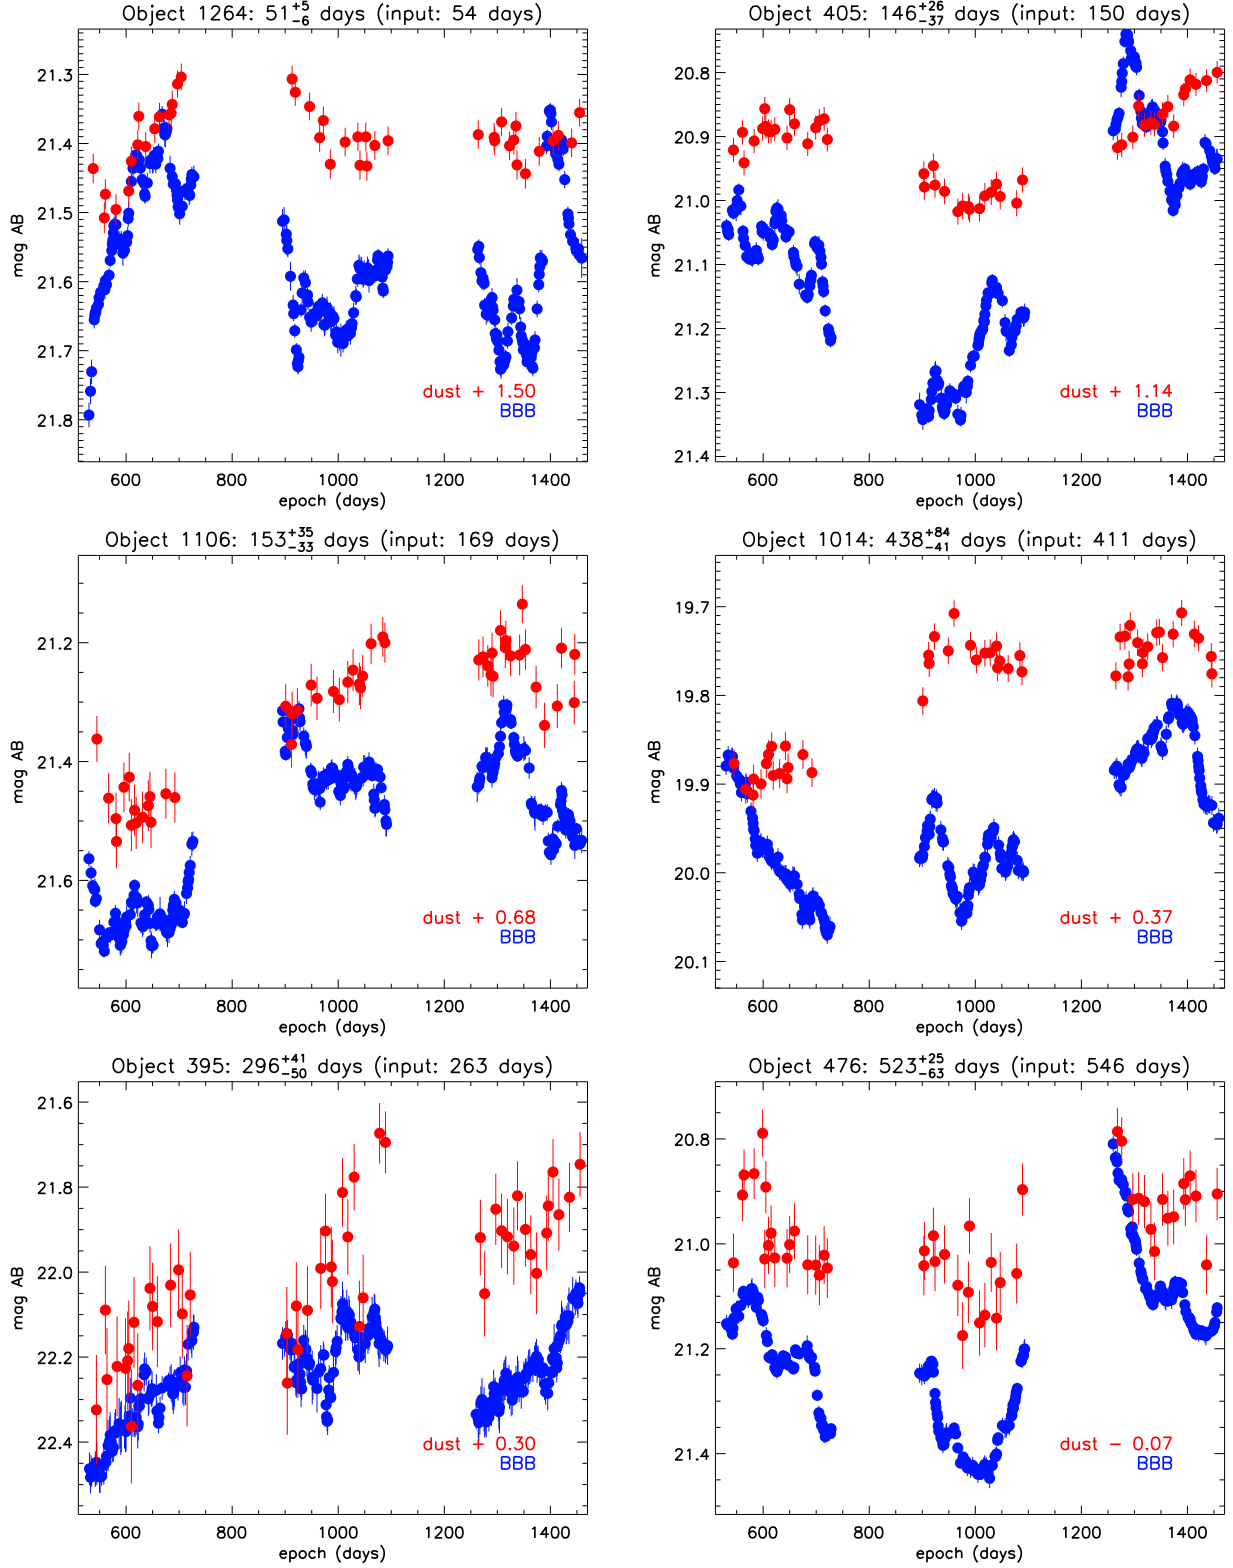 Object 1264: 51+5−6 days (input: 54 days)
21.3
21.4
21.5
21.6
21.7
21.8
mag AB
dust + 1.50
BBB
600 800 1000 1200 1400
epoch (days)
Object 405: 146+26−37 days (input: 150 days)
20.8
20.9
21.0
21.1
21.2
21.3
21.4
mag AB
dust + 1.14
BBB
600 800 1000 1200 1400
epoch (days)
Object 1106: 153+35−33 days (input: 169 days)
21.2
21.4
21.6
mag AB
dust + 0.68
BBB
600 800 1000 1200 1400
epoch (days)
Object 1014: 438+84−41 days (input: 411 days)
19.7
19.8
19.9
20.0
20.1
mag AB
dust + 0.37
BBB
600 800 1000 1200 1400
epoch (days)
Object 395: 296+41−50 days (input: 263 days)
21.6
21.8
22.0
22.2
22.4
mag AB
dust + 0.30
BBB
600 800 1000 1200 1400
epoch (days)
Object 476: 523+25−63 days (input: 546 days)
20.8
21.0
21.2
21.4
mag AB
dust − 0.07
BBB
600 800 1000 1200 1400
epoch (days)